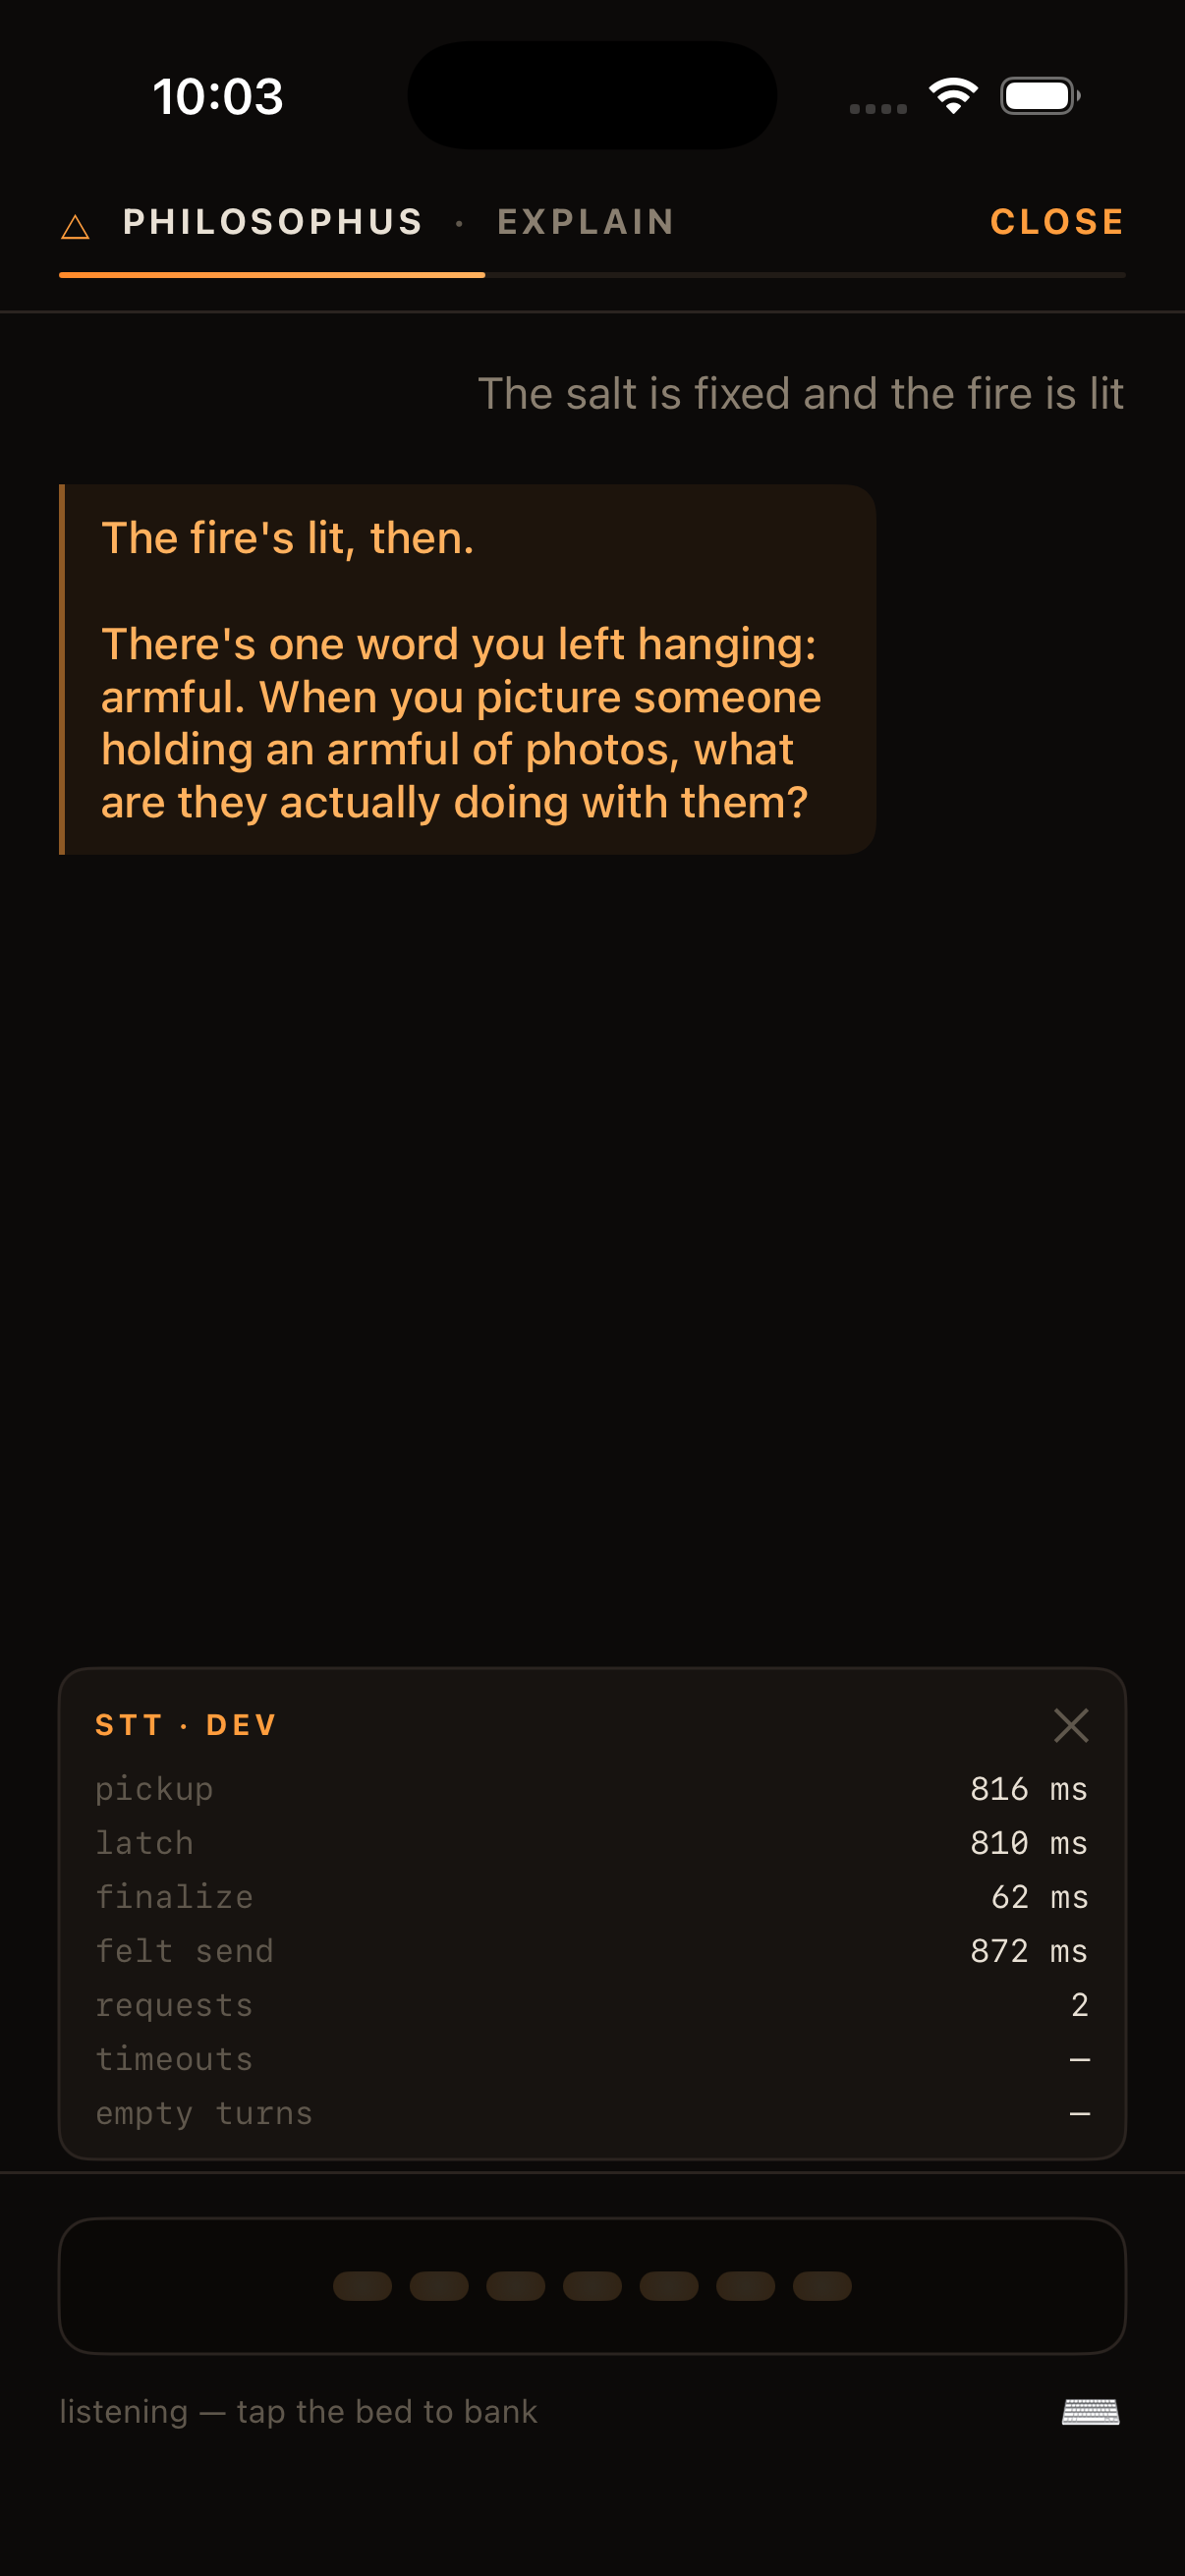 10:03
△ PHILOSOPHUS · EXPLAIN CLOSE
The salt is fixed and the fire is lit
The fire's lit, then.
There's one word you left hanging:
armful. When you picture someone
holding an armful of photos, what
are they actually doing with them?
STT · DEV
pickup 816 ms
latch 810 ms
finalize 62 ms
felt send 872 ms
requests 2
timeouts —
empty turns —
listening — tap the bed to bank